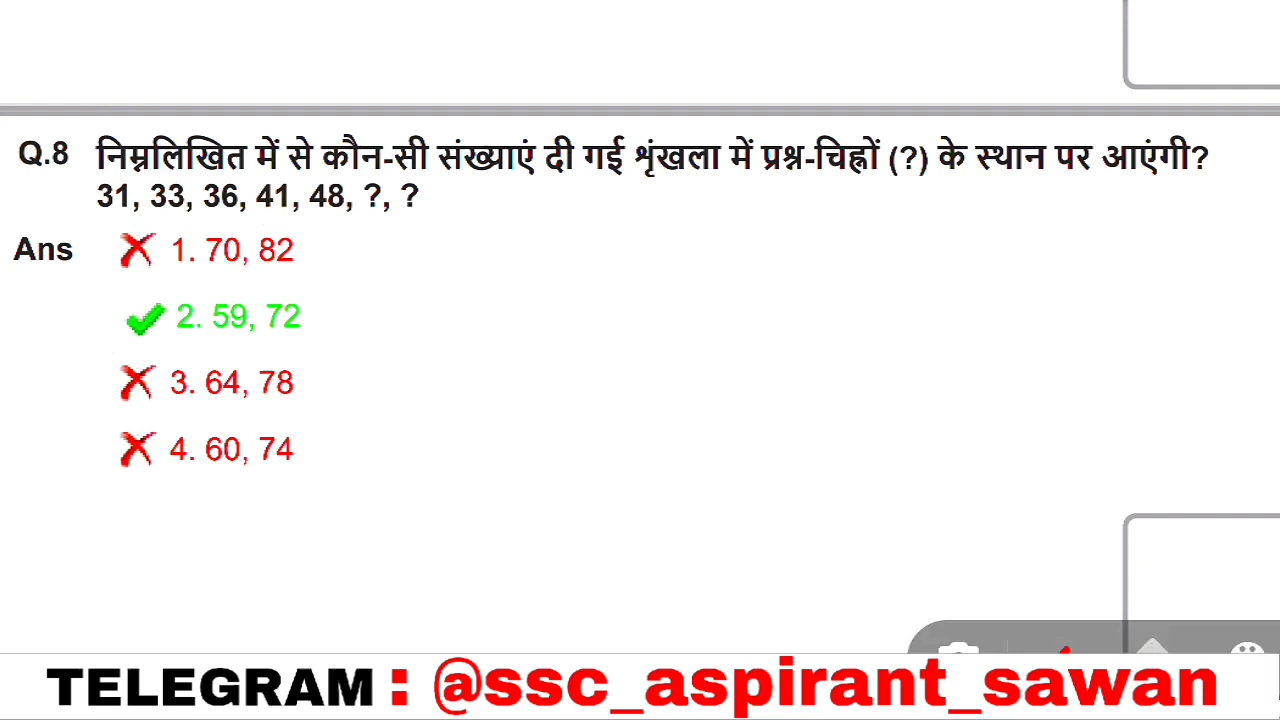 Q.8 निम्नलिखित में से कौन-सी संख्याएं दी गई शृंखला में प्रश्न-चिह्नों (?) के स्थान पर आएंगी?
31, 33, 36, 41, 48, ?, ?
Ans 1. 70, 82
2. 59, 72
3. 64, 78
4. 60, 74
TELEGRAM : @ssc_aspirant_sawan